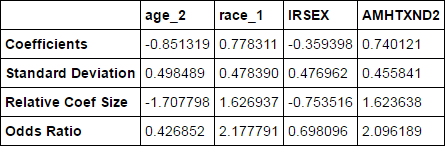 age_2 race_1 IRSEX AMHTXND2
Coefficients -0.851319 0.778311 -0.359398 0.740121
Standard Deviation 0.498489 0.478390 0.476962 0.455841
Relative Coef Size -1.707798 1.626937 -0.753516 1.623638
Odds Ratio 0.426852 2.177791 0.698096 2.096189